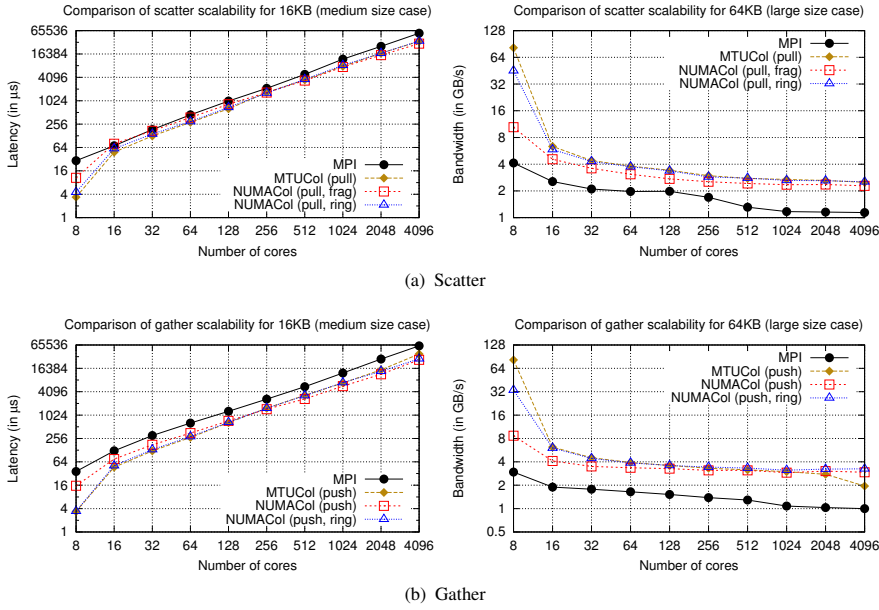 Comparison of scatter scalability for 16KB (medium size case)
Latency (in µs)
65536
16384
4096
1024
256
64
16
4
1
MPI
MTUCol (pull)
NUMACol (pull, frag)
NUMACol (pull, ring)
8 16 32 64 128 256 512 1024 2048 4096
Number of cores
Comparison of scatter scalability for 64KB (large size case)
Bandwidth (in GB/s)
128
64
32
16
8
4
2
1
MPI
MTUCol (pull)
NUMACol (pull, frag)
NUMACol (pull, ring)
8 16 32 64 128 256 512 1024 2048 4096
Number of cores
(a) Scatter
Comparison of gather scalability for 16KB (medium size case)
Latency (in µs)
65536
16384
4096
1024
256
64
16
4
1
MPI
MTUCol (push)
NUMACol (push)
NUMACol (push, ring)
8 16 32 64 128 256 512 1024 2048 4096
Number of cores
Comparison of gather scalability for 64KB (large size case)
Bandwidth (in GB/s)
128
64
32
16
8
4
2
1
0.5
MPI
MTUCol (push)
NUMACol (push)
NUMACol (push, ring)
8 16 32 64 128 256 512 1024 2048 4096
Number of cores
(b) Gather